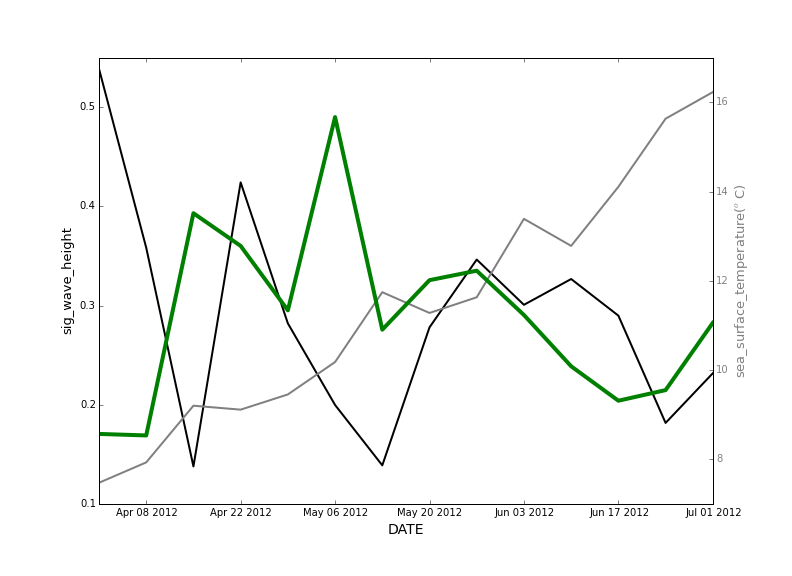 0.5
0.4
0.3
0.2
0.1
sig_wave_height
16
14
12
10
8
sea_surface_temperature(° C)
Apr 08 2012
Apr 22 2012
May 06 2012
May 20 2012
Jun 03 2012
Jun 17 2012
Jul 01 2012
DATE